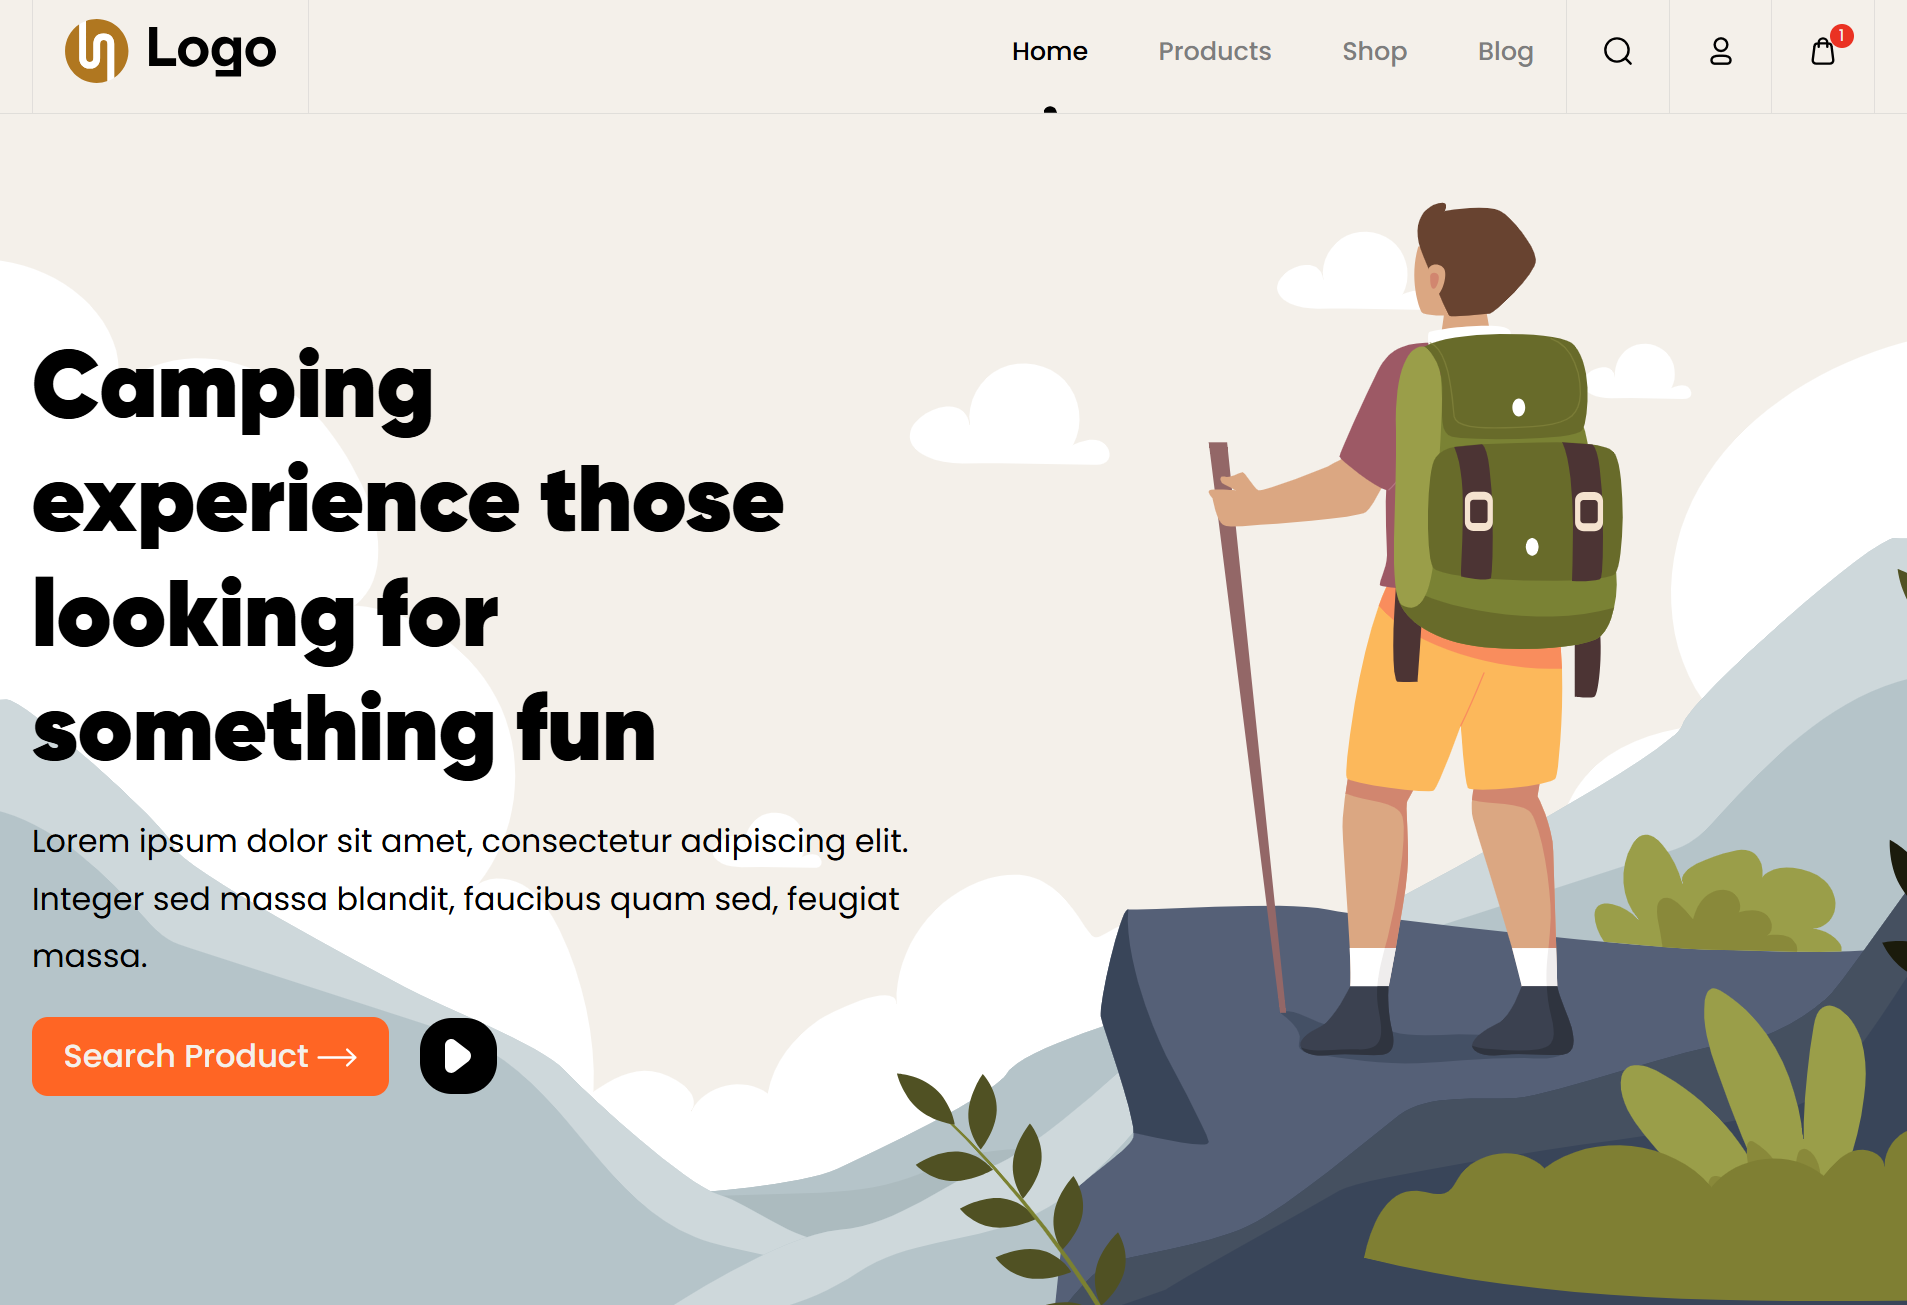 Logo
Home Products Shop Blog 1
Camping
experience those
looking for
something fun
Lorem ipsum dolor sit amet, consectetur adipiscing elit.
Integer sed massa blandit, faucibus quam sed, feugiat
massa.
Search Product